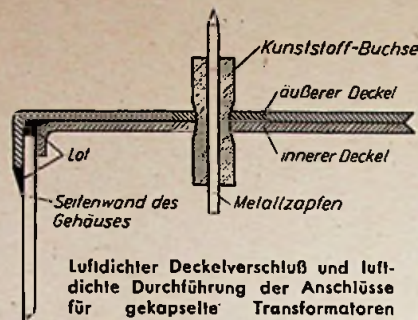 Kunststoff-Buchse
äußerer Deckel
innerer Deckel
Lot
Seitenwand des
Gehäuses
Metallzapfen
Luftdichter Deckelverschluß und luft-
dichte Durchführung der Anschlüsse
für gekapselte Transformatoren